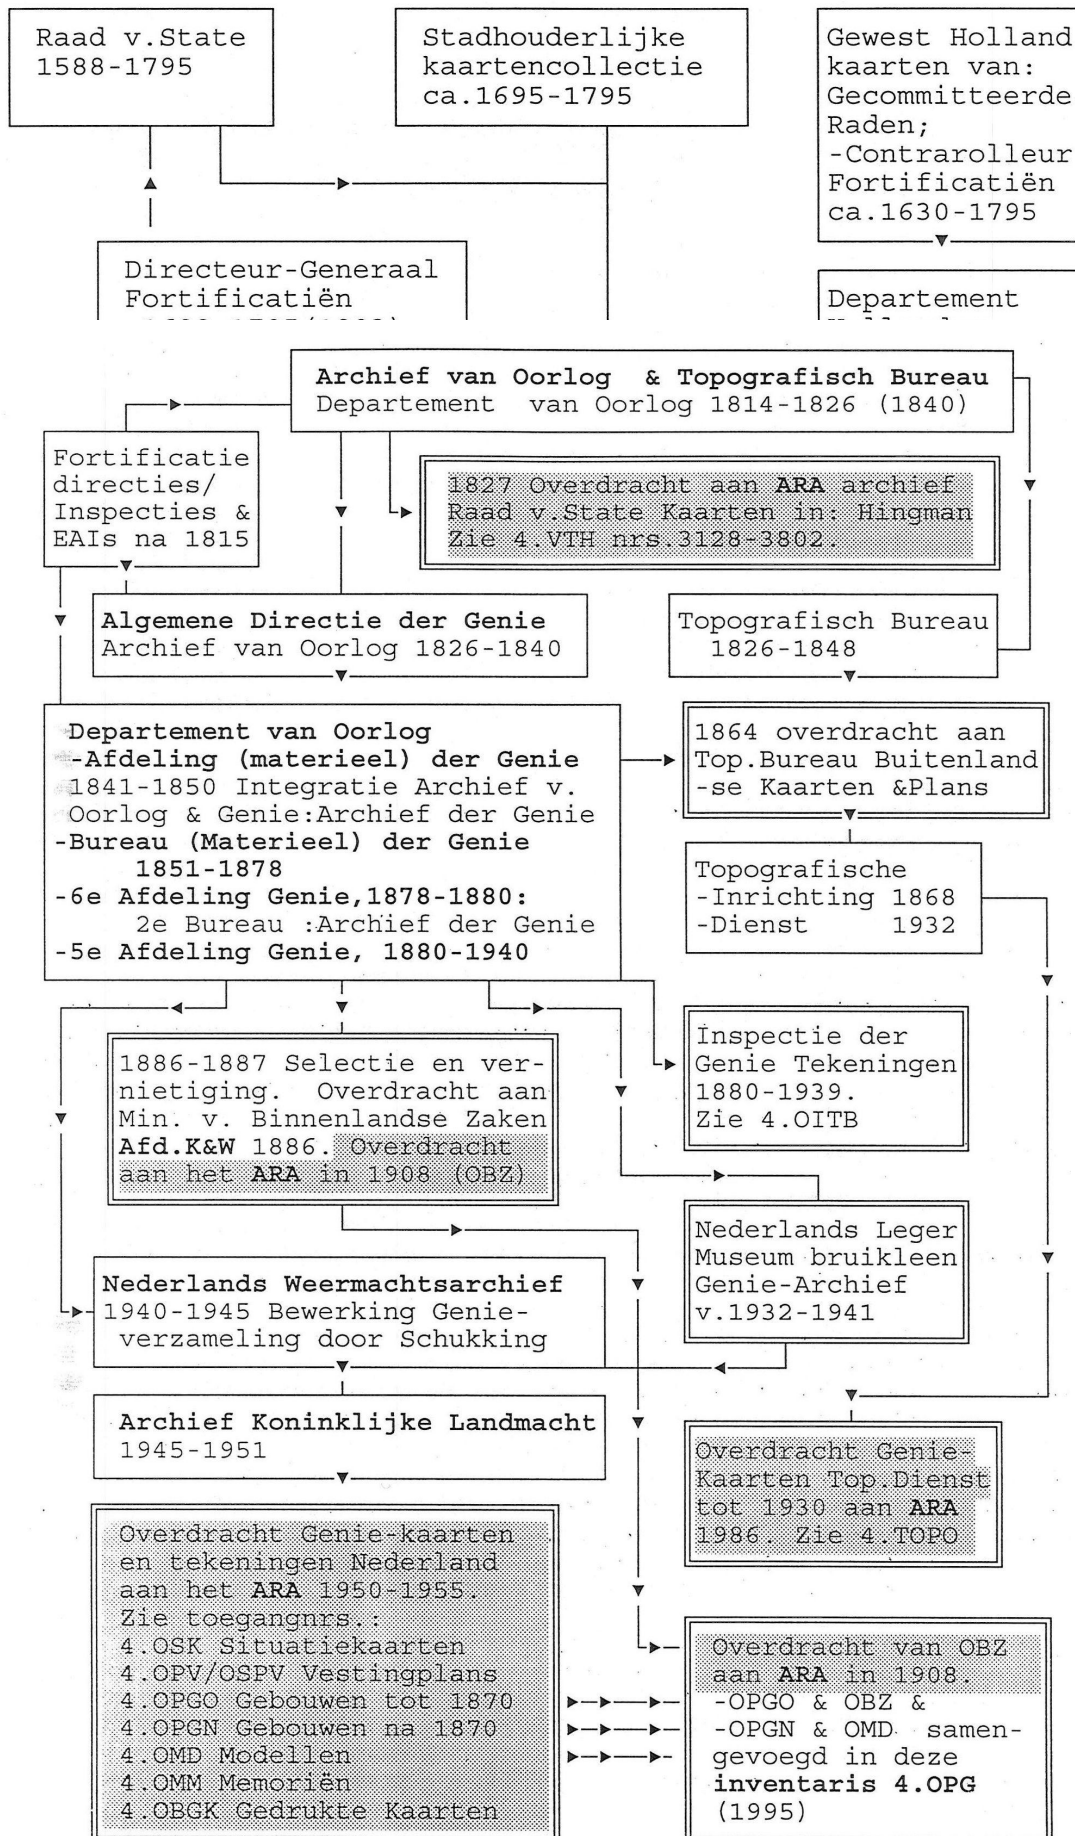 Raad v.State
1588-1795
Stadhouderlijke
kaartencollectie
ca.1695-1795
Gewest Holland
kaarten van:
Gecommitteerde
Raden;
-Contrarolleur
Fortificatiën
ca.1630-1795
Directeur-Generaal
Fortificatiën
Departement
Archief van Oorlog & Topografisch Bureau
Departement van Oorlog 1814-1826 (1840)
Fortificatie
directies/
Inspecties &
EAIs na 1815
1827 Overdracht aan ARA archief
Raad v.State Kaarten in: Hingman
Zie 4.VTH nrs.3128-3802.
Algemene Directie der Genie
Archief van Oorlog 1826-1840
Topografisch Bureau
1826-1848
Departement van Oorlog
-Afdeling (materieel) der Genie
1841-1850 Integratie Archief v.
Oorlog & Genie:Archief der Genie
-Bureau (Materieel) der Genie
1851-1878
-6e Afdeling Genie,1878-1880:
2e Bureau :Archief der Genie
-5e Afdeling Genie, 1880-1940
1864 overdracht aan
Top.Bureau Buitenland
-se Kaarten &Plans
Topografische
-Inrichting 1868
-Dienst 1932
1886-1887 Selectie en ver-
nietiging. Overdracht aan
Min. v. Binnenlandse Zaken
Afd.K&W 1886. Overdracht
aan het ARA in 1908 (OBZ)
Inspectie der
Genie Tekeningen
1880-1939.
Zie 4.OITB
Nederlands Leger
Museum bruikleen
Genie-Archief
v.1932-1941
Nederlands Weermachtsarchief
1940-1945 Bewerking Genie-
verzameling door Schukking
Archief Koninklijke Landmacht
1945-1951
Overdracht Genie-
Kaarten Top.Dienst
tot 1930 aan ARA
1986. Zie 4.TOPO
Overdracht Genie-kaarten
en tekeningen Nederland
aan het ARA 1950-1955.
Zie toegangnrs.:
4.OSK Situatiekaarten
4.OPV/OSPV Vestingplans
4.OPGO Gebouwen tot 1870
4.OPGN Gebouwen na 1870
4.OMD Modellen
4.OMM Memoriën
4.OBGK Gedrukte Kaarten
Overdracht van OBZ
aan ARA in 1908.
-OPGO & OBZ &
-OPGN & OMD samen-
gevoegd in deze
inventaris 4.OPG
(1995)